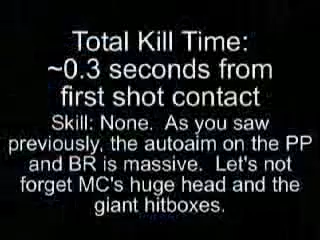 Total Kill Time:
~0.3 seconds from
first shot contact
Skill: None.  As you saw
previously, the autoaim on the PP
and BR is massive.  Let's not
forget MC's huge head and the
giant hitboxes.